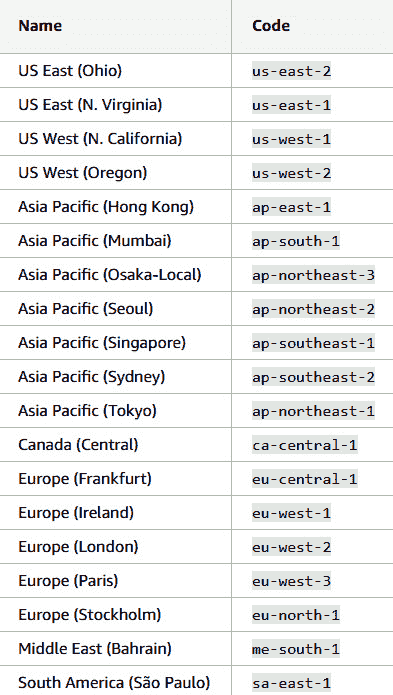 Name Code
US East (Ohio) us-east-2
US East (N. Virginia) us-east-1
US West (N. California) us-west-1
US West (Oregon) us-west-2
Asia Pacific (Hong Kong) ap-east-1
Asia Pacific (Mumbai) ap-south-1
Asia Pacific (Osaka-Local) ap-northeast-3
Asia Pacific (Seoul) ap-northeast-2
Asia Pacific (Singapore) ap-southeast-1
Asia Pacific (Sydney) ap-southeast-2
Asia Pacific (Tokyo) ap-northeast-1
Canada (Central) ca-central-1
Europe (Frankfurt) eu-central-1
Europe (Ireland) eu-west-1
Europe (London) eu-west-2
Europe (Paris) eu-west-3
Europe (Stockholm) eu-north-1
Middle East (Bahrain) me-south-1
South America (São Paulo) sa-east-1